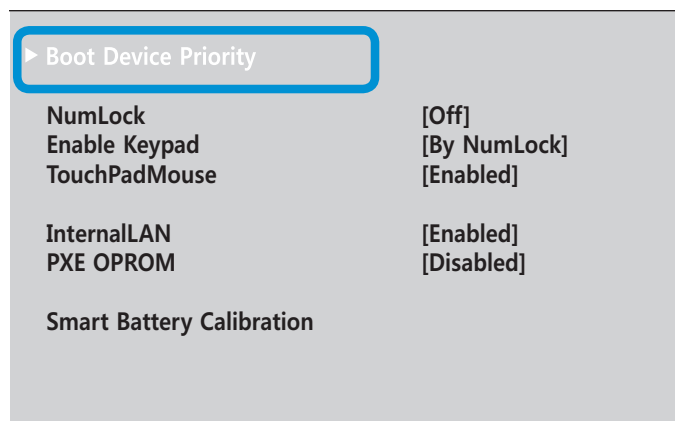 Boot Device Priority
NumLock [Off]
Enable Keypad [By NumLock]
TouchPadMouse [Enabled]
InternalLAN [Enabled]
PXE OPROM [Disabled]
Smart Battery Calibration